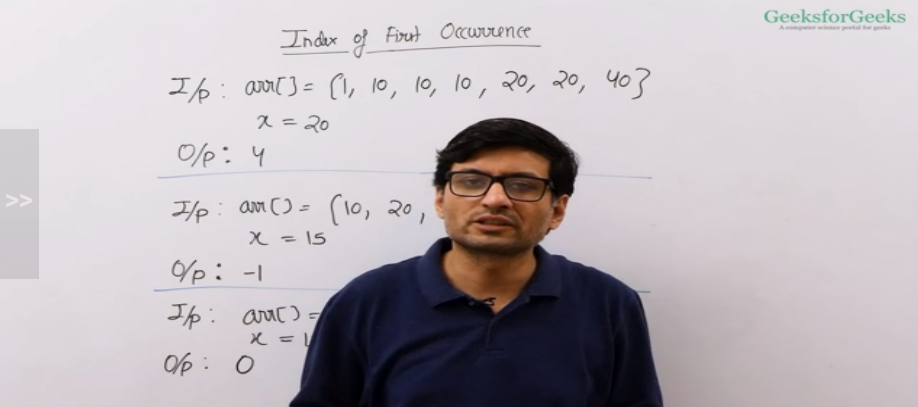 GeeksforGeeks
A computer science portal for geeks
Index of First Occurrence
I/p : arr[] = {1, 10, 10, 10, 20, 20, 40}
x = 20
O/p : 4
I/p : arr[] = {10, 20,
x = 15
O/p : -1
I/p : arr[] =
x = 1
O/p : 0
>>